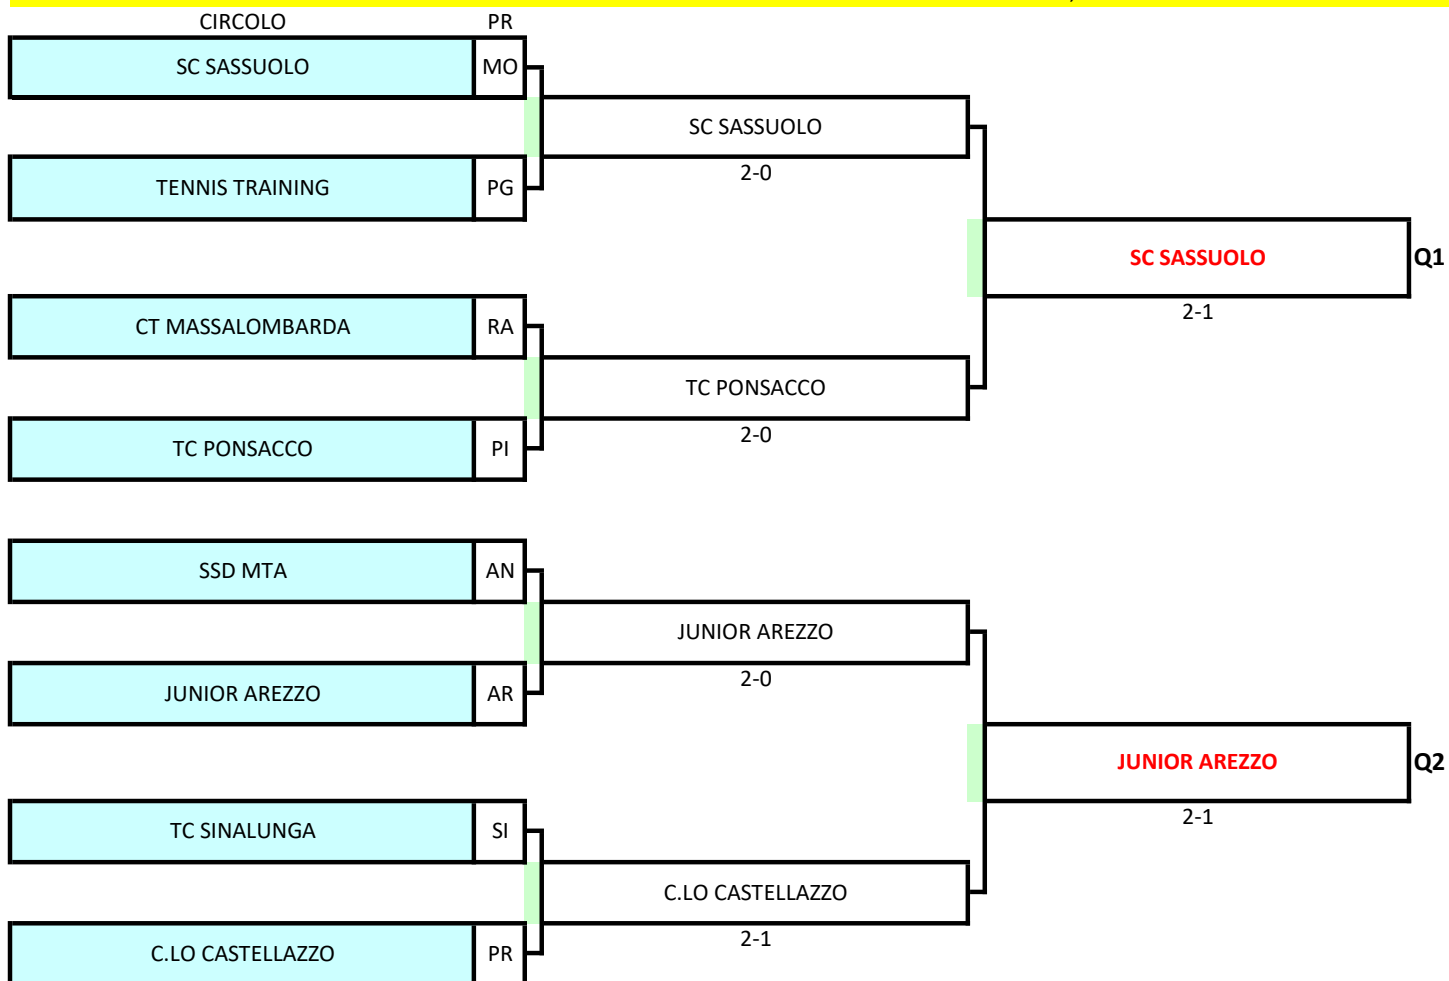 CIRCOLO PR
SC SASSUOLO MO
SC SASSUOLO
2-0
TENNIS TRAINING PG
SC SASSUOLO Q1
2-1
CT MASSALOMBARDA RA
TC PONSACCO
2-0
TC PONSACCO PI
SSD MTA AN
JUNIOR AREZZO
2-0
JUNIOR AREZZO AR
JUNIOR AREZZO Q2
2-1
TC SINALUNGA SI
C.LO CASTELLAZZO
2-1
C.LO CASTELLAZZO PR